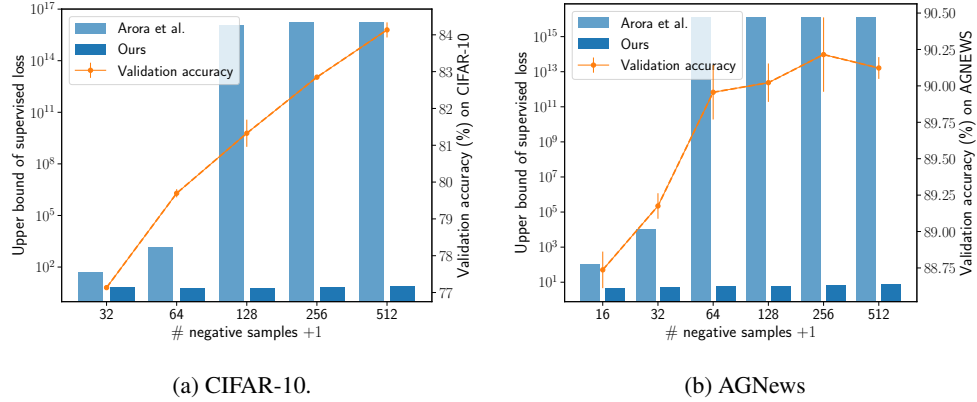 Arora et al.
Ours
Validation accuracy
Upper bound of supervised loss
10^17
10^14
10^11
10^8
10^5
10^2
84
83
82
81
80
79
78
77
Validation accuracy (%) on CIFAR-10
32 64 128 256 512
# negative samples +1
(a) CIFAR-10.
Arora et al.
Ours
Validation accuracy
Upper bound of supervised loss
10^15
10^13
10^11
10^9
10^7
10^5
10^3
10^1
90.50
90.25
90.00
89.75
89.50
89.25
89.00
88.75
Validation accuracy (%) on AGNEWS
16 32 64 128 256 512
# negative samples +1
(b) AGNews